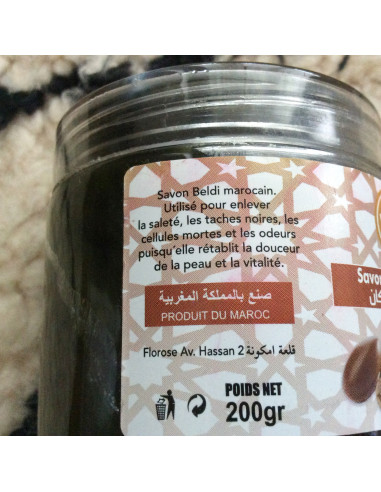 Savon Beldi marocain.
Utilisé pour enlever
la saleté, les taches noires, les
cellules mortes et les odeurs
puisqu'elle rétablit la douceur
de la peau et la vitalité.
صنع بالمملكة المغربية
PRODUIT DU MAROC
Florose Av. Hassan 2 قلعة امكونة
POIDS NET
200gr
Savon